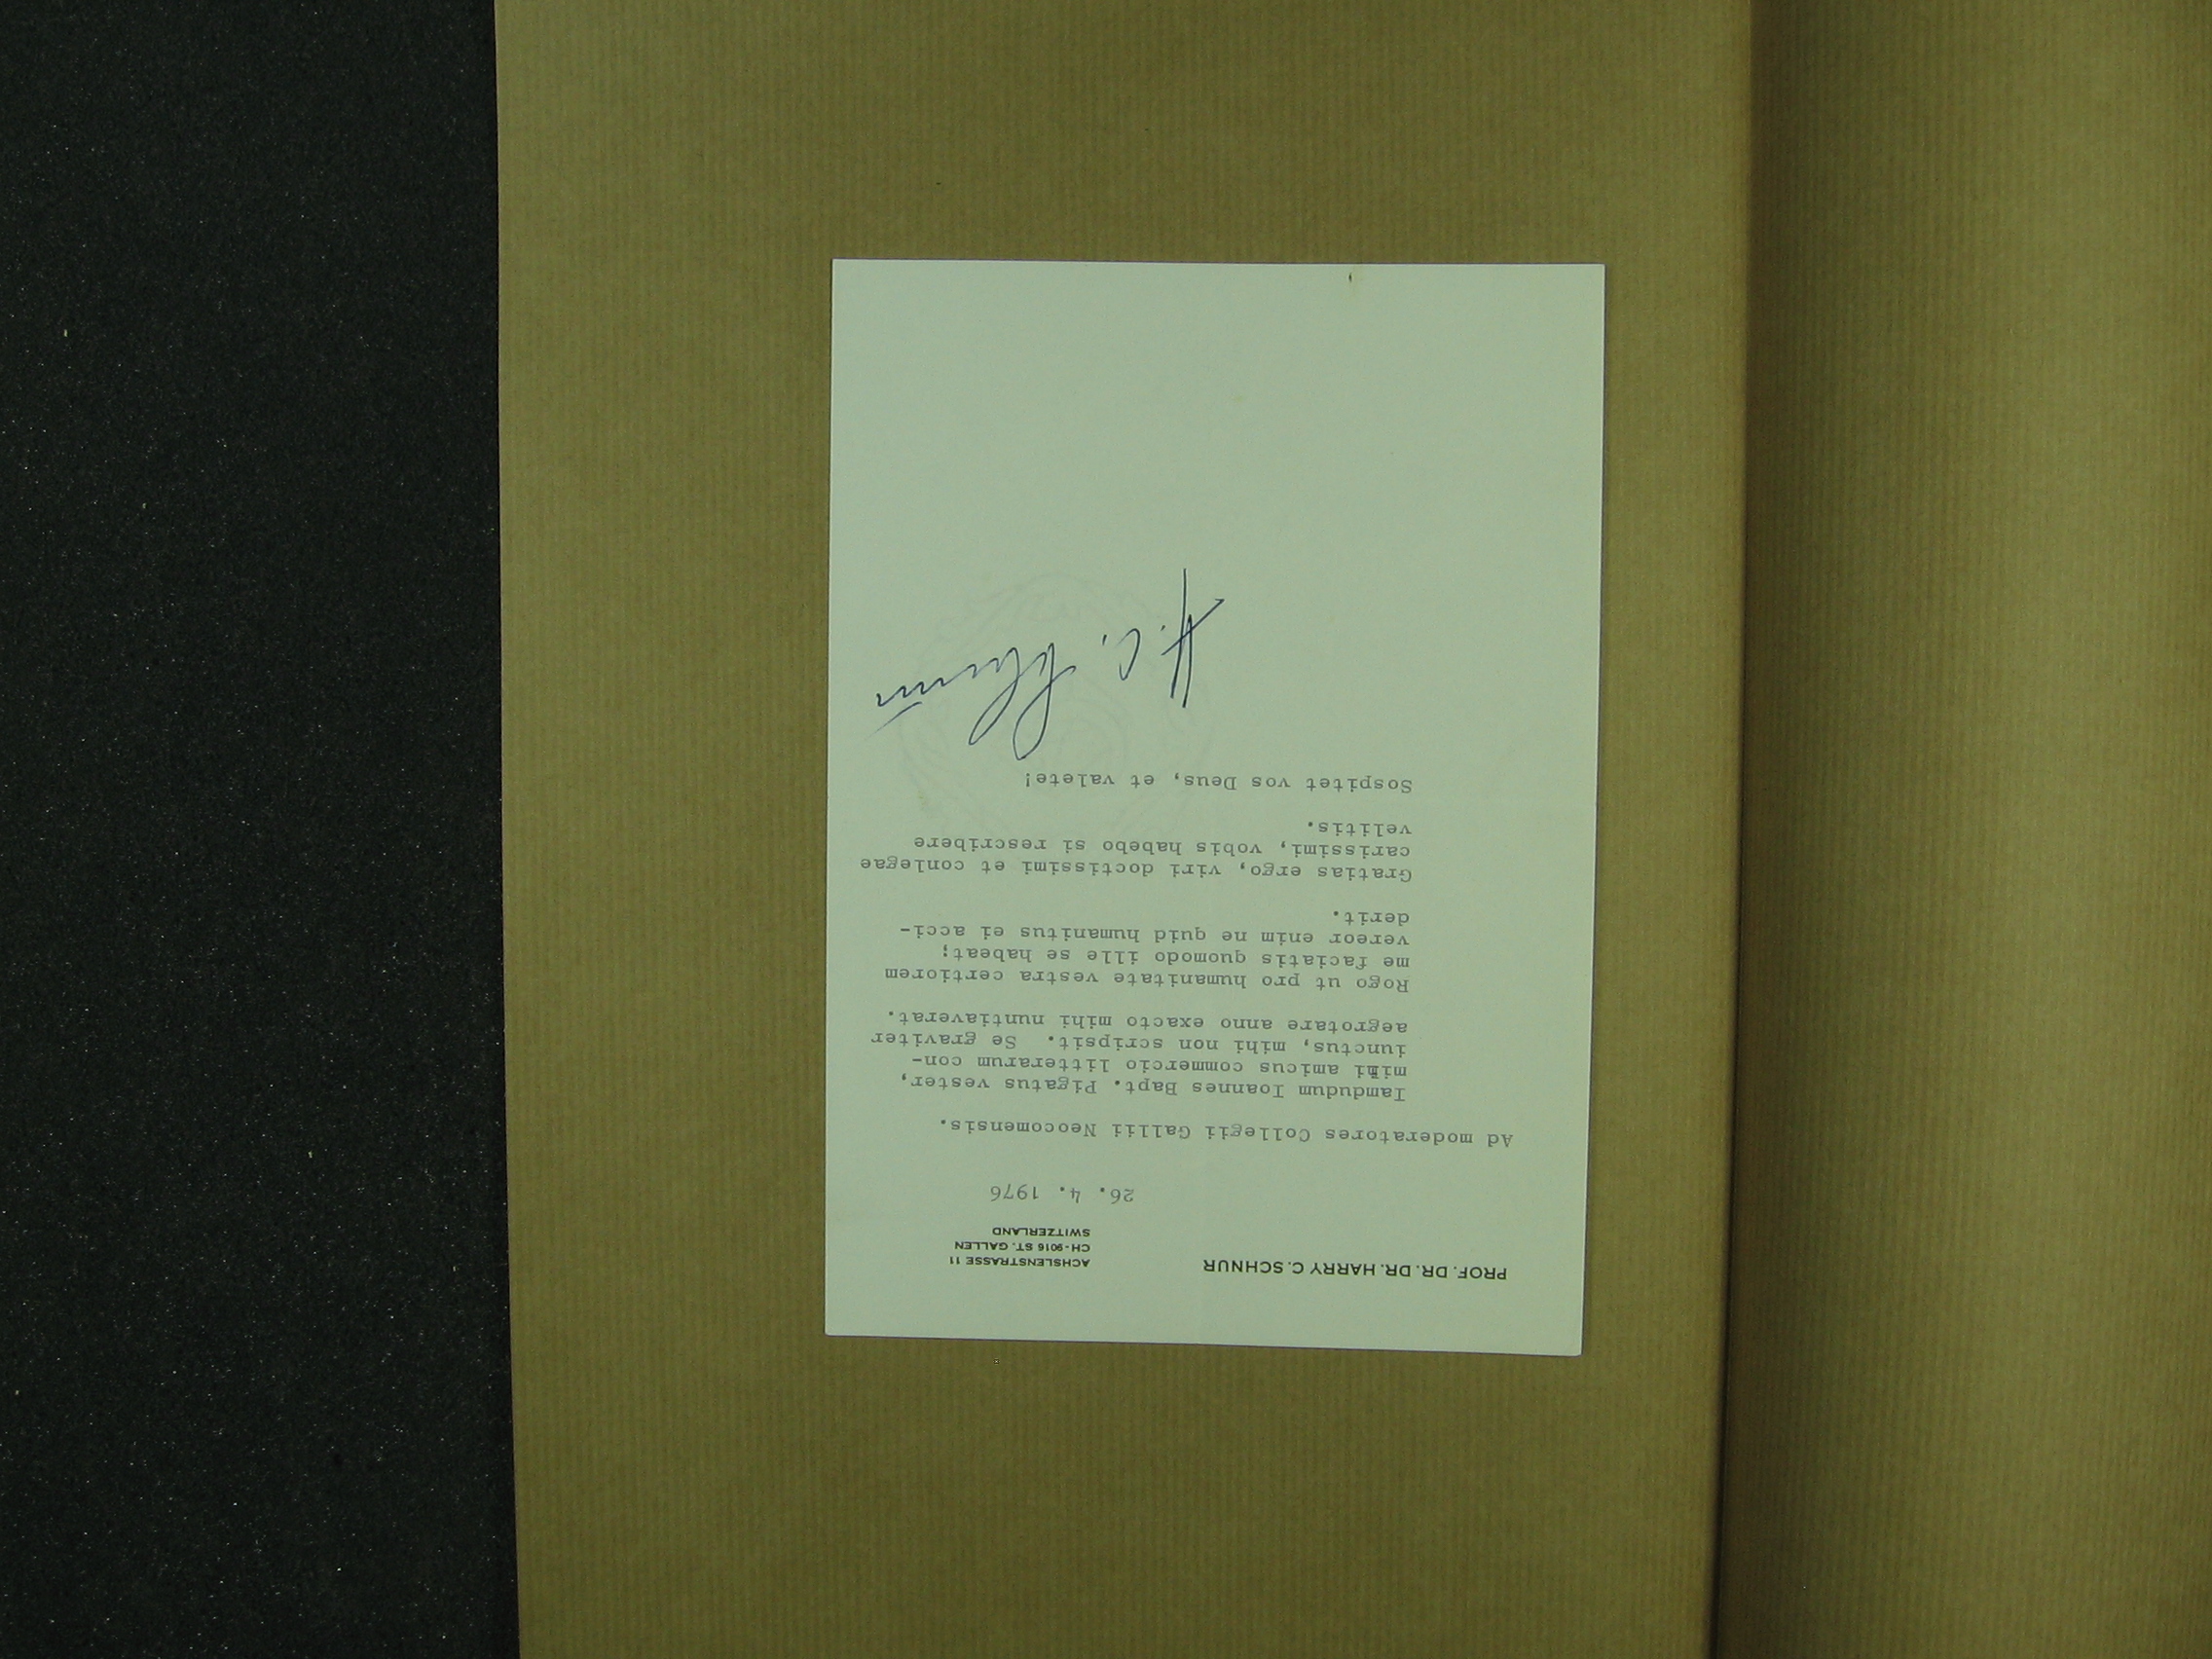 PROF. DR. DR. HARRY C. SCHNUR
ACHSLENSTRASSE 11
CH-9016 ST. GALLEN
SWITZERLAND
26. 4. 1976
Ad moderatores Collegii Gallii Neocomensis.
Iamdudum Ioannes Bapt. Pigatus vester,
mihi amicus commercio litterarum con-
iunctus, mihi non scripsit. Se graviter
aegrotare anno exacto mihi nuntiaverat.
Rogo ut pro humanitate vestra certiorem
me faciatis quomodo ille se habeat;
vereor enim ne quid humanitus ei acci-
derit.
Gratias ergo, viri doctissimi et conlegae
carissimi, vobis habebo si rescribere
velitis.
Sospitet vos Deus, et valete!
H. C. Schnur